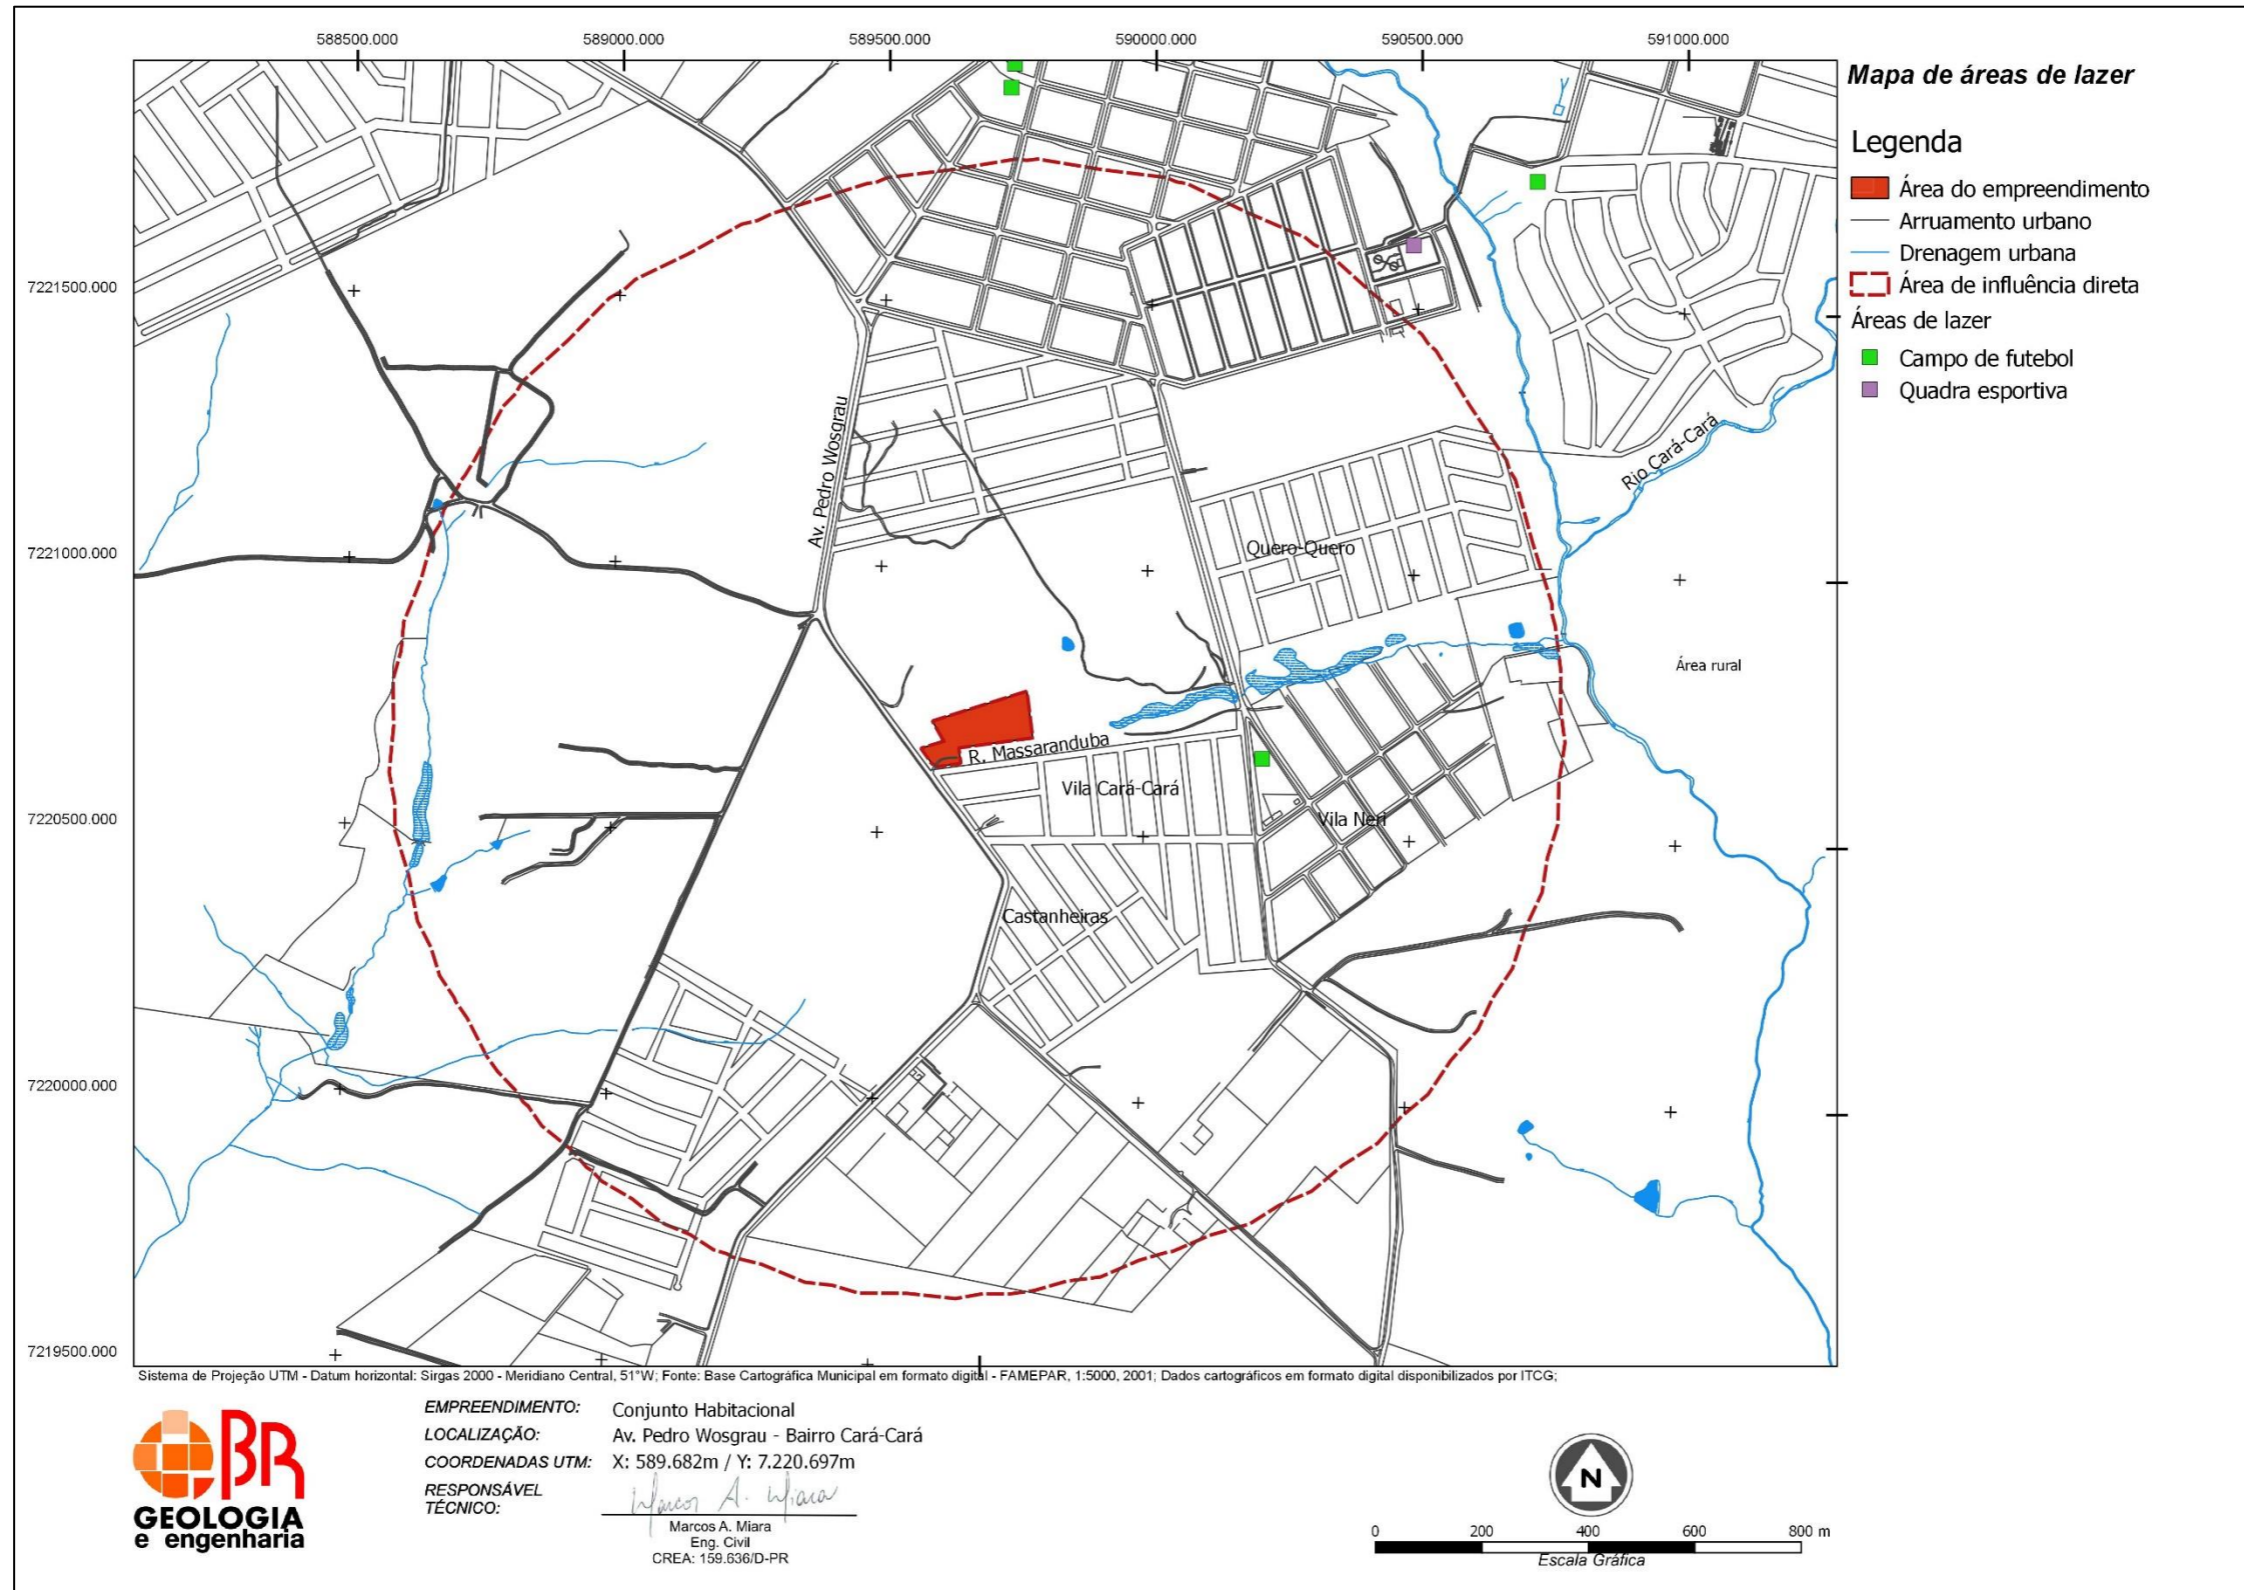 588500.000
589000.000
589500.000
590000.000
590500.000
591000.000
7221500.000
7221000.000
7220500.000
7220000.000
7219500.000
Av. Pedro Wosgrau
Rio Cará-Cará
Quero-Quero
Área rural
R. Massaranduba
Vila Cará-Cará
Vila Neri
Castanheiras
Mapa de áreas de lazer
Legenda
Área do empreendimento
Arruamento urbano
Drenagem urbana
Área de influência direta
Áreas de lazer
Campo de futebol
Quadra esportiva
Sistema de Projeção UTM - Datum horizontal: Sirgas 2000 - Meridiano Central, 51°W; Fonte: Base Cartográfica Municipal em formato digital - FAMEPAR, 1:5000, 2001; Dados cartográficos em formato digital disponibilizados por ITCG;
BR
GEOLOGIA
e engenharia
EMPREENDIMENTO: Conjunto Habitacional
LOCALIZAÇÃO: Av. Pedro Wosgrau - Bairro Cará-Cará
COORDENADAS UTM: X: 589.682m / Y: 7.220.697m
RESPONSÁVEL
TÉCNICO:
Marcos A. Miara
Marcos A. Miara
Eng. Civil
CREA: 159.636/D-PR
N
0 200 400 600 800 m
Escala Gráfica